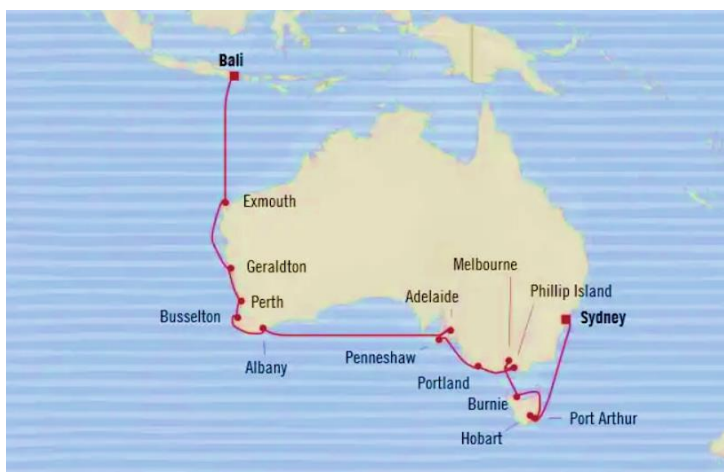 Bali
Exmouth
Geraldton
Melbourne
Phillip Island
Perth
Adelaide
Busselton
Sydney
Penneshaw
Albany
Portland
Burnie
Port Arthur
Hobart